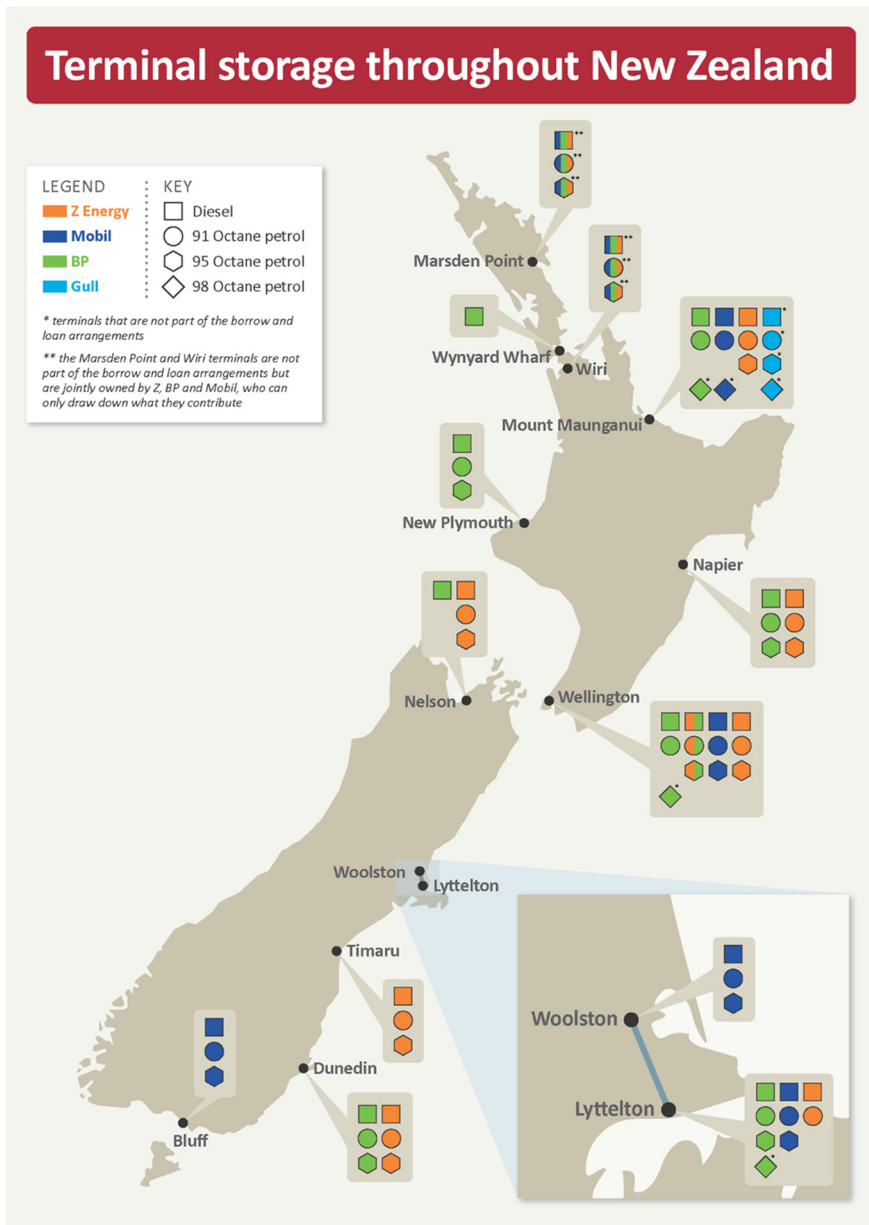 Terminal storage throughout New Zealand
LEGEND
Z Energy
Mobil
BP
Gull
KEY
Diesel
91 Octane petrol
95 Octane petrol
98 Octane petrol
* terminals that are not part of the borrow and
loan arrangements
** the Marsden Point and Wiri terminals are not
part of the borrow and loan arrangements but
are jointly owned by Z, BP and Mobil, who can
only draw down what they contribute
**
**
**
Marsden Point
**
**
**
Wynyard Wharf
Wiri
*
*
*
* * *
Mount Maunganui
New Plymouth
Napier
Nelson
Wellington
*
Woolston
Lyttelton
Timaru
Dunedin
Bluff
Woolston
Lyttelton
*